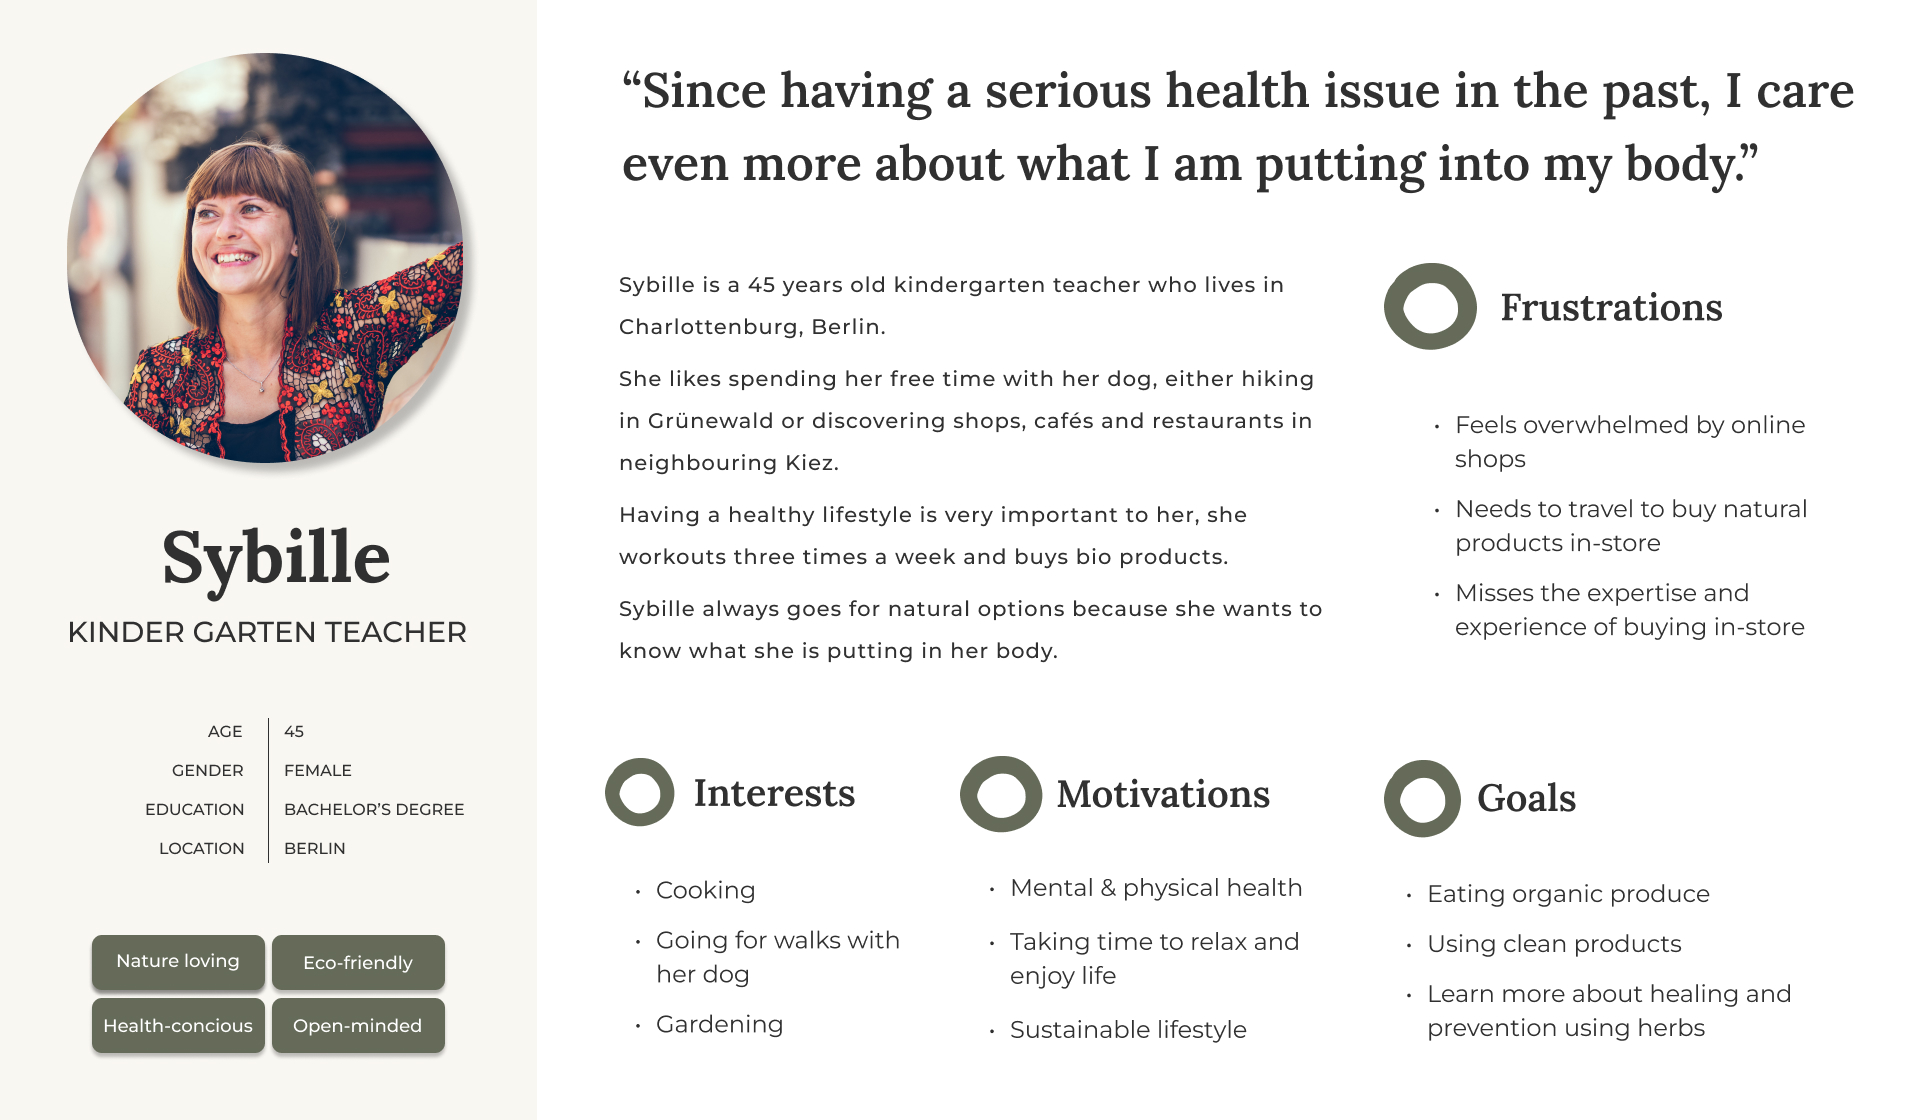 Sybille
KINDER GARTEN TEACHER
AGE 45
GENDER FEMALE
EDUCATION BACHELOR’S DEGREE
LOCATION BERLIN
Nature loving
Eco-friendly
Health-concious
Open-minded
“Since having a serious health issue in the past, I care
even more about what I am putting into my body.”
Sybille is a 45 years old kindergarten teacher who lives in
Charlottenburg, Berlin.
She likes spending her free time with her dog, either hiking
in Grünewald or discovering shops, cafés and restaurants in
neighbouring Kiez.
Having a healthy lifestyle is very important to her, she
workouts three times a week and buys bio products.
Sybille always goes for natural options because she wants to
know what she is putting in her body.
Frustrations
• Feels overwhelmed by online
shops
• Needs to travel to buy natural
products in-store
• Misses the expertise and
experience of buying in-store
Interests
• Cooking
• Going for walks with
her dog
• Gardening
Motivations
• Mental & physical health
• Taking time to relax and
enjoy life
• Sustainable lifestyle
Goals
• Eating organic produce
• Using clean products
• Learn more about healing and
prevention using herbs